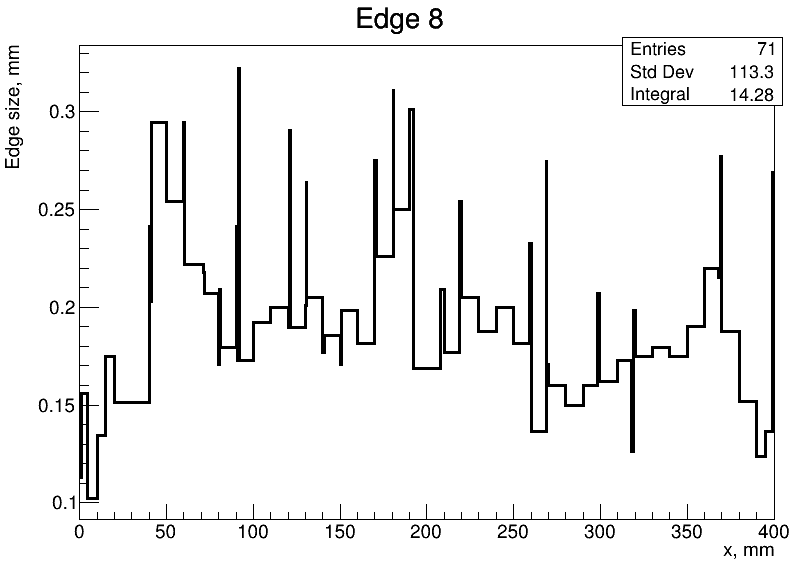 Edge 8
Entries 71
Std Dev 113.3
Integral 14.28
Edge size, mm
0.3
0.25
0.2
0.15
0.1
0 50 100 150 200 250 300 350 400
x, mm